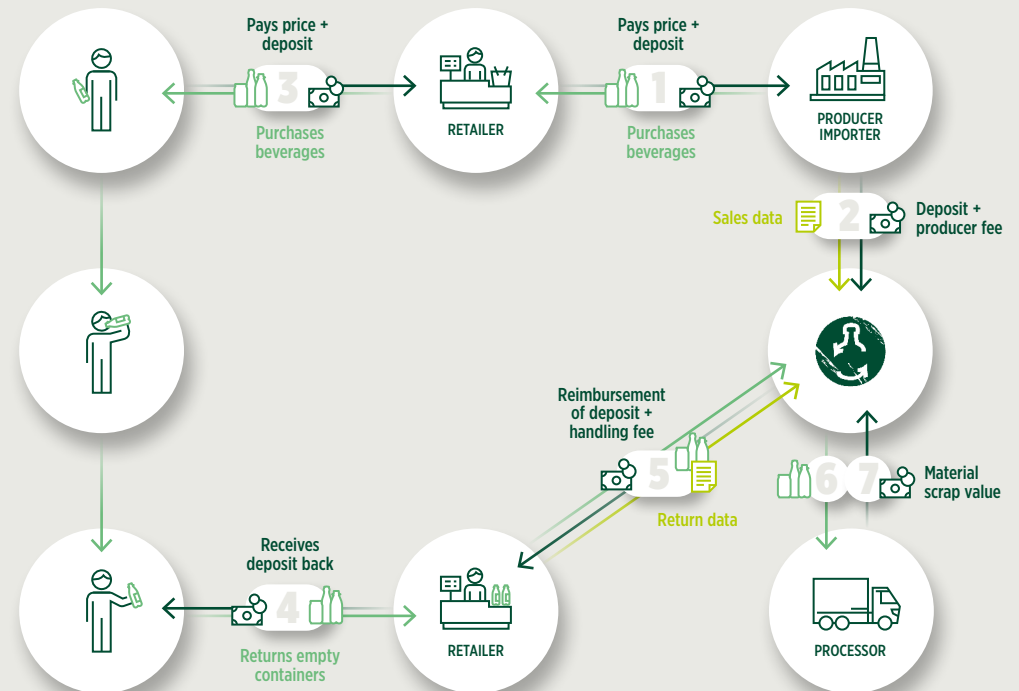 Pays price +
deposit
3
Purchases
beverages
RETAILER
Pays price +
deposit
1
Purchases
beverages
PRODUCER
IMPORTER
Sales data
2
Deposit +
producer fee
Reimbursement
of deposit +
handling fee
5
Return data
6
7
Material
scrap value
Receives
deposit back
4
Returns empty
containers
RETAILER
PROCESSOR